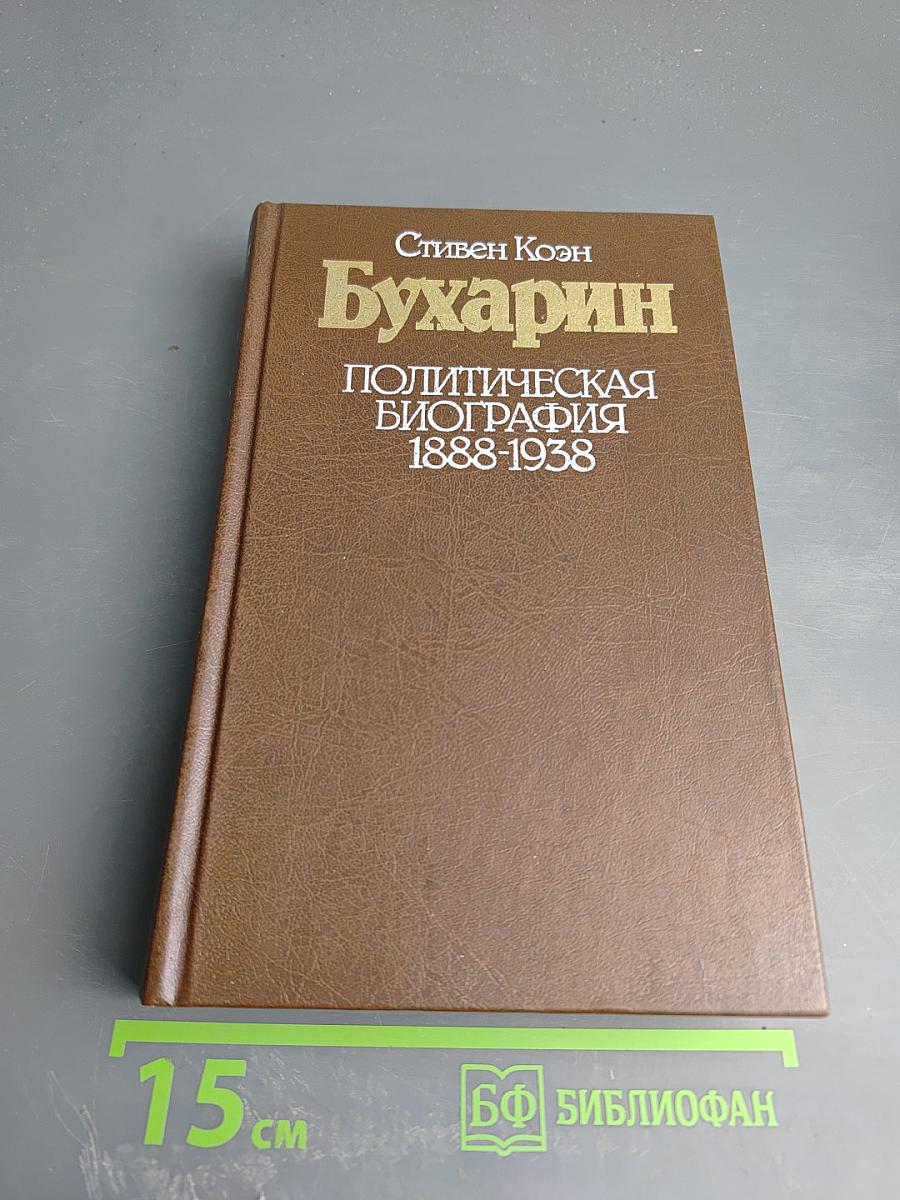 Стивен Коэн
Бухарин
ПОЛИТИЧЕСКАЯ
БИОГРАФИЯ
1888-1938
15 см
БФ БИБЛИОФАН